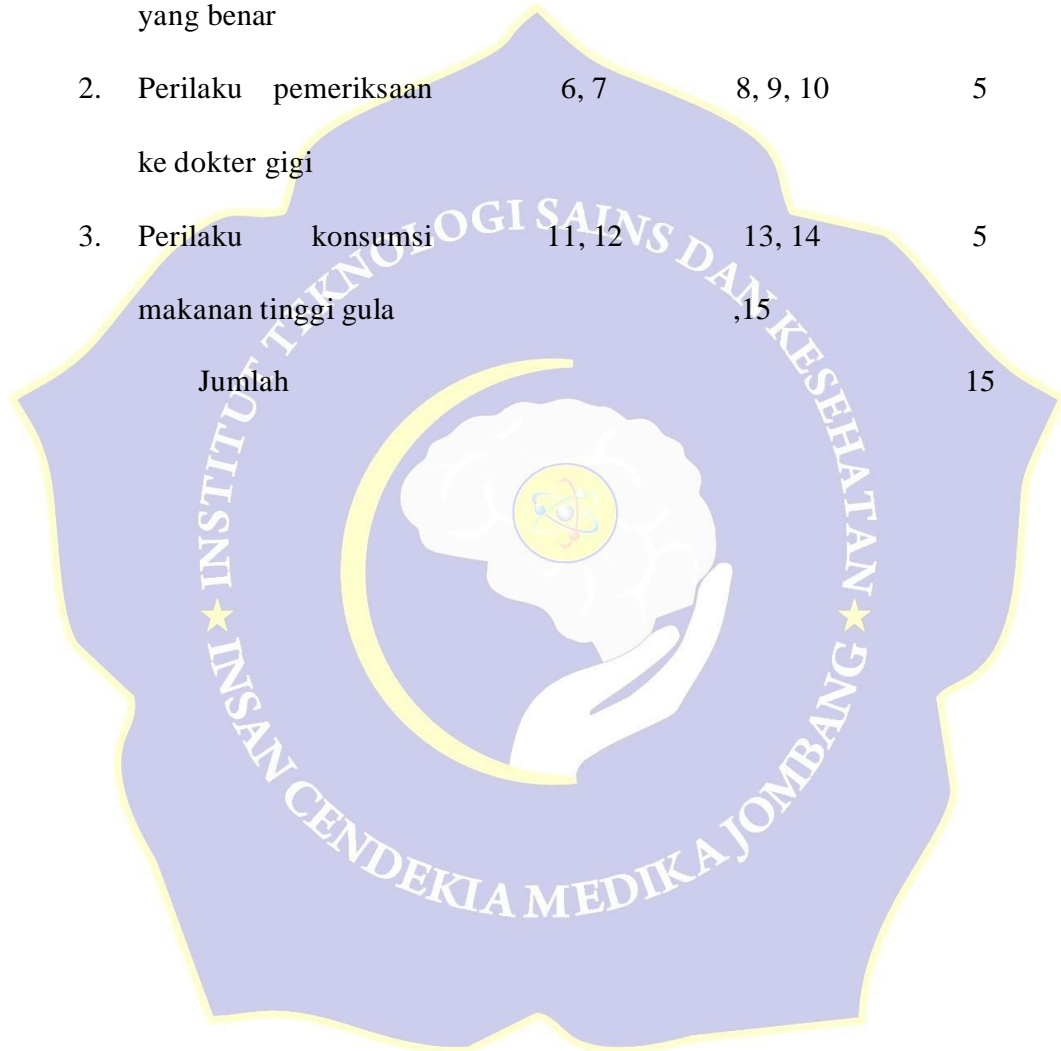 yang benar
2. Perilaku pemeriksaan 6, 7 8, 9, 10 5
ke dokter gigi
3. Perilaku konsumsi 11, 12 13, 14 5
makanan tinggi gula ,15
Jumlah 15
INSTITUT TEKNOLOGI SAINS DAN KESEHATAN
INSAN CENDEKIA MEDIKA JOMBANG